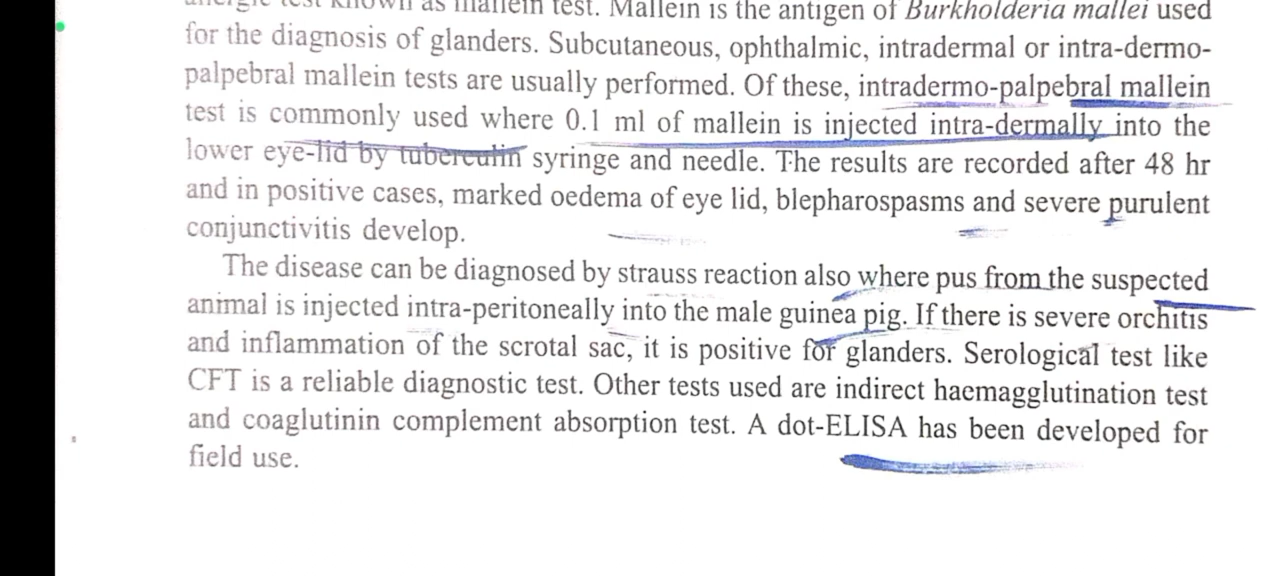 allergic test known as mallein test. Mallein is the antigen of Burkholderia mallei used
for the diagnosis of glanders. Subcutaneous, ophthalmic, intradermal or intra-dermo-
palpebral mallein tests are usually performed. Of these, intradermo-palpebral mallein
test is commonly used where 0.1 ml of mallein is injected intra-dermally into the
lower eye-lid by tuberculin syringe and needle. The results are recorded after 48 hr
and in positive cases, marked oedema of eye lid, blepharospasms and severe purulent
conjunctivitis develop.
The disease can be diagnosed by strauss reaction also where pus from the suspected
animal is injected intra-peritoneally into the male guinea pig. If there is severe orchitis
and inflammation of the scrotal sac, it is positive for glanders. Serological test like
CFT is a reliable diagnostic test. Other tests used are indirect haemagglutination test
and coaglutinin complement absorption test. A dot-ELISA has been developed for
field use.